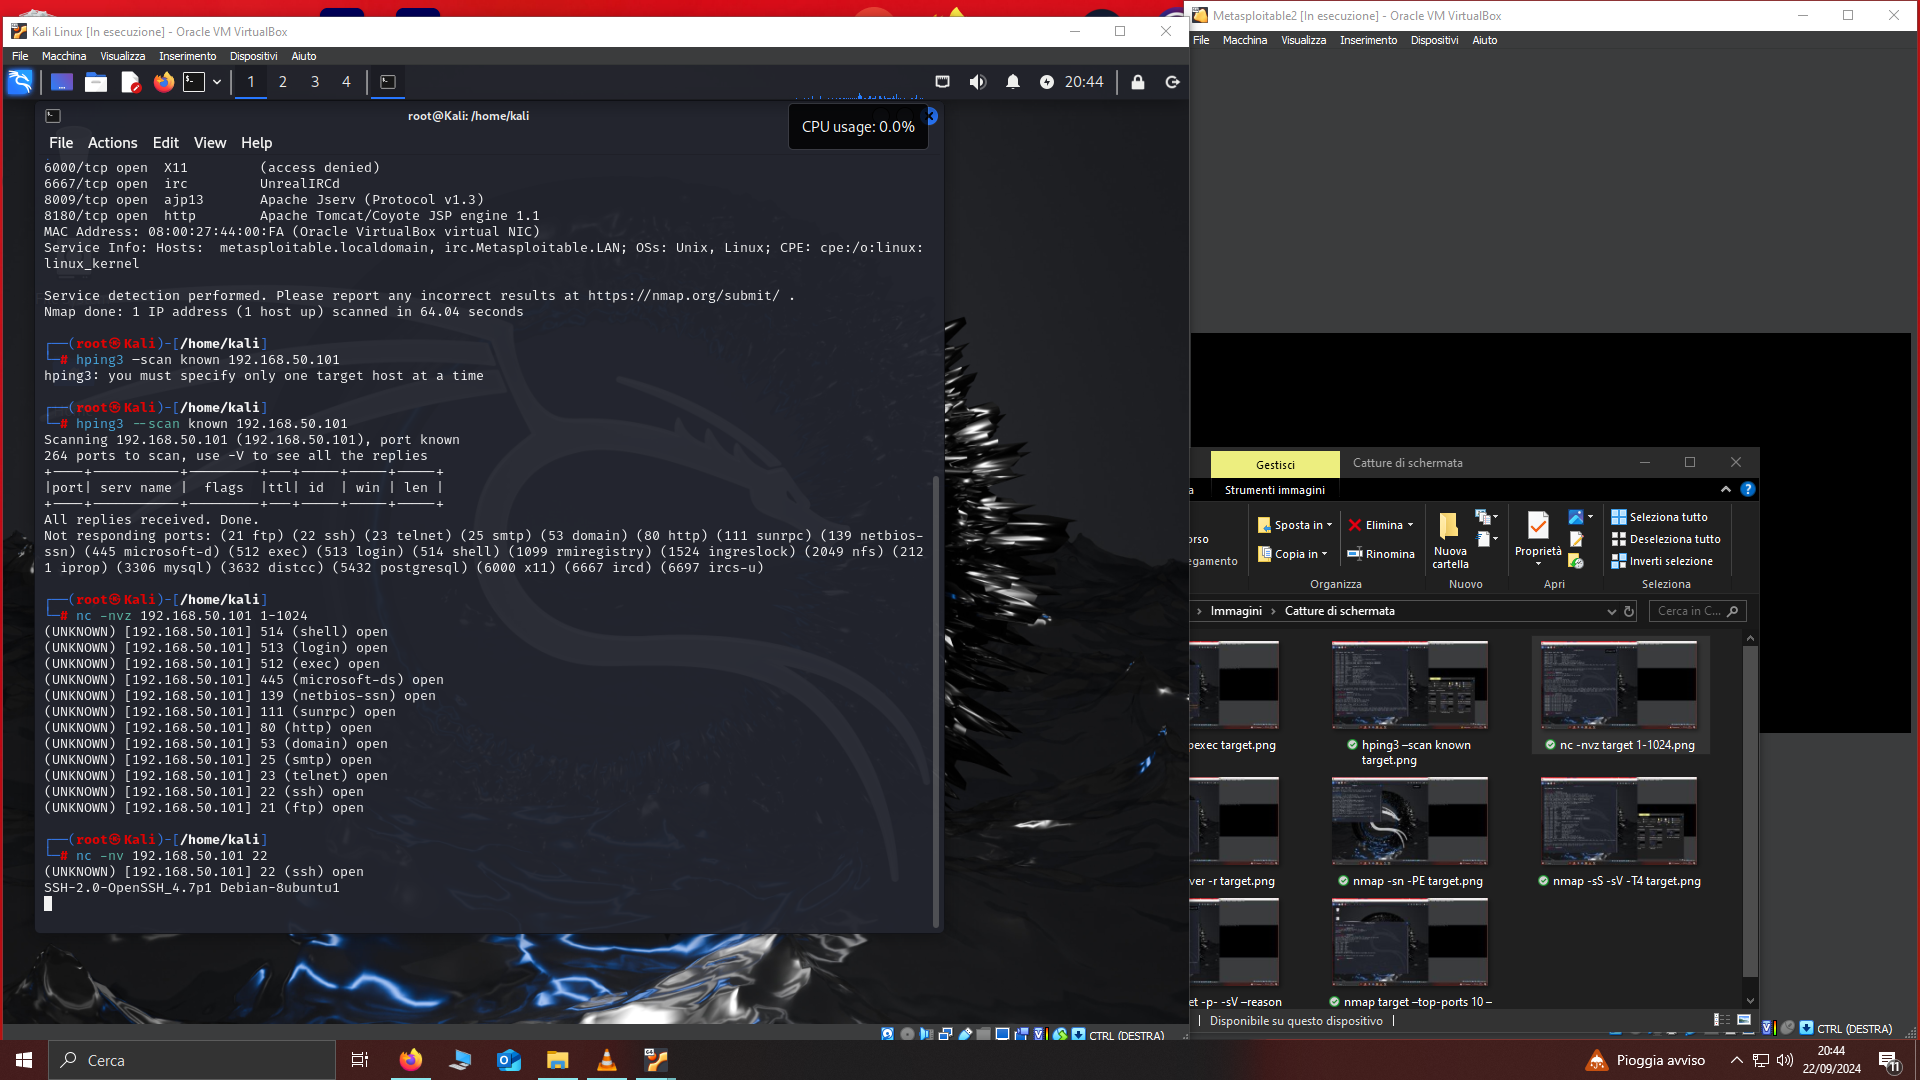 Kali Linux [In esecuzione] - Oracle VM VirtualBox
File Macchina Visualizza Inserimento Dispositivi Aiuto
1 2 3 4
20:44
root@Kali: /home/kali
CPU usage: 0.0%
File Actions Edit View Help
6000/tcp open X11 (access denied)
6667/tcp open irc UnrealIRCd
8009/tcp open ajp13 Apache Jserv (Protocol v1.3)
8180/tcp open http Apache Tomcat/Coyote JSP engine 1.1
MAC Address: 08:00:27:44:00:FA (Oracle VirtualBox virtual NIC)
Service Info: Hosts: metasploitable.localdomain, irc.Metasploitable.LAN; OSs: Unix, Linux; CPE: cpe:/o:linux:
linux_kernel
Service detection performed. Please report any incorrect results at https://nmap.org/submit/ .
Nmap done: 1 IP address (1 host up) scanned in 64.04 seconds
┌──(root㉿Kali)-[/home/kali]
└─# hping3 –scan known 192.168.50.101
hping3: you must specify only one target host at a time
┌──(root㉿Kali)-[/home/kali]
└─# hping3 --scan known 192.168.50.101
Scanning 192.168.50.101 (192.168.50.101), port known
264 ports to scan, use -V to see all the replies
+----+-----------+---------+---+-----+-----+-----+
|port| serv name | flags |ttl| id | win | len |
+----+-----------+---------+---+-----+-----+-----+
All replies received. Done.
Not responding ports: (21 ftp) (22 ssh) (23 telnet) (25 smtp) (53 domain) (80 http) (111 sunrpc) (139 netbios-
ssn) (445 microsoft-d) (512 exec) (513 login) (514 shell) (1099 rmiregistry) (1524 ingreslock) (2049 nfs) (212
1 iprop) (3306 mysql) (3632 distcc) (5432 postgresql) (6000 x11) (6667 ircd) (6697 ircs-u)
┌──(root㉿Kali)-[/home/kali]
└─# nc -nvz 192.168.50.101 1-1024
(UNKNOWN) [192.168.50.101] 514 (shell) open
(UNKNOWN) [192.168.50.101] 513 (login) open
(UNKNOWN) [192.168.50.101] 512 (exec) open
(UNKNOWN) [192.168.50.101] 445 (microsoft-ds) open
(UNKNOWN) [192.168.50.101] 139 (netbios-ssn) open
(UNKNOWN) [192.168.50.101] 111 (sunrpc) open
(UNKNOWN) [192.168.50.101] 80 (http) open
(UNKNOWN) [192.168.50.101] 53 (domain) open
(UNKNOWN) [192.168.50.101] 25 (smtp) open
(UNKNOWN) [192.168.50.101] 23 (telnet) open
(UNKNOWN) [192.168.50.101] 22 (ssh) open
(UNKNOWN) [192.168.50.101] 21 (ftp) open
┌──(root㉿Kali)-[/home/kali]
└─# nc -nv 192.168.50.101 22
(UNKNOWN) [192.168.50.101] 22 (ssh) open
SSH-2.0-OpenSSH_4.7p1 Debian-8ubuntu1
CTRL (DESTRA)
Metasploitable2 [In esecuzione] - Oracle VM VirtualBox
File Macchina Visualizza Inserimento Dispositivi Aiuto
Gestisci Catture di schermata
a Strumenti immagini
orso
egamento
Sposta in
Copia in
Elimina
Rinomina
Organizza
Nuova
cartella
Nuovo
Proprietà
Apri
Seleziona tutto
Deseleziona tutto
Inverti selezione
Seleziona
Immagini > Catture di schermata
Cerca in C...
exec target.png
hping3 –scan known
target.png
nc -nvz target 1-1024.png
ver -r target.png
nmap -sn -PE target.png
nmap -sS -sV -T4 target.png
et -p- -sV –reason
nmap target –top-ports 10 –
Disponibile su questo dispositivo
CTRL (DESTRA)
Cerca
Pioggia avviso
20:44
22/09/2024
11